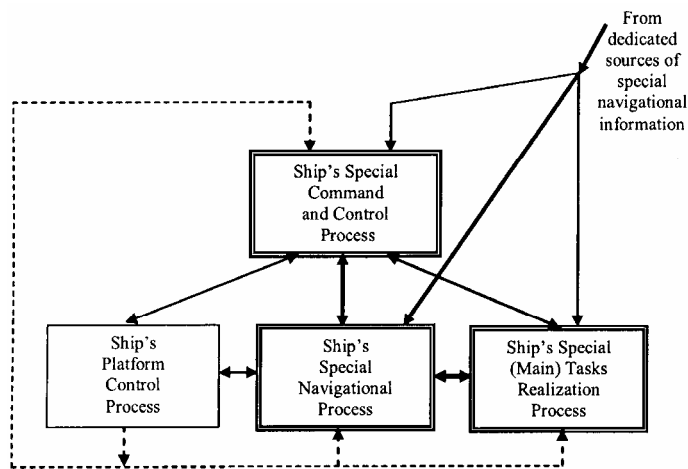 From
dedicated
sources of
special
navigational
information
Ship's Special
Command
and Control
Process
Ship's
Platform
Control
Process
Ship's
Special
Navigational
Process
Ship's Special
(Main) Tasks
Realization
Process